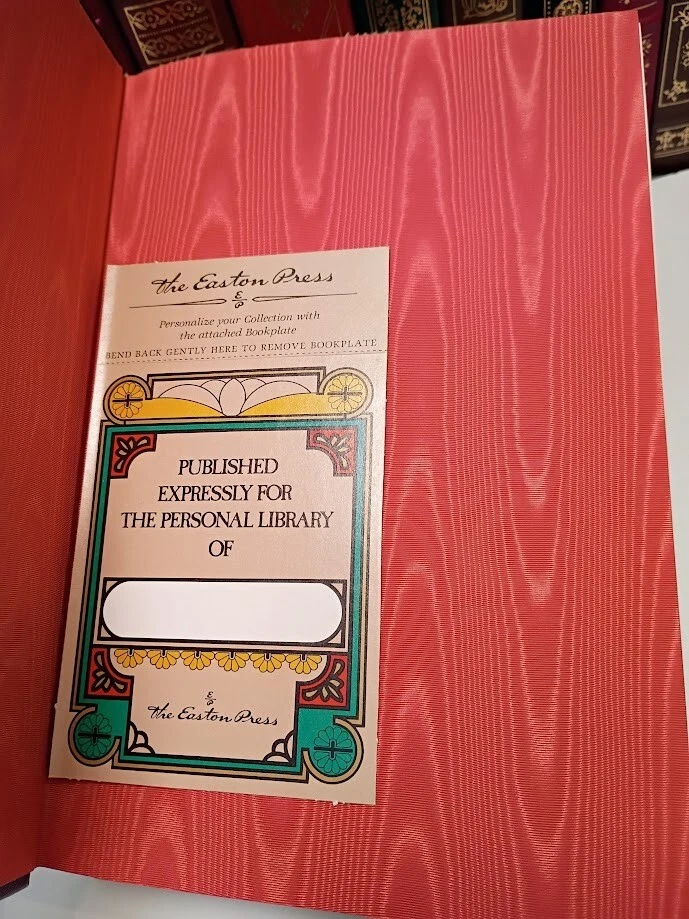 the Easton Press
E
P
Personalize your Collection with
the attached Bookplate
BEND BACK GENTLY HERE TO REMOVE BOOKPLATE
PUBLISHED
EXPRESSLY FOR
THE PERSONAL LIBRARY
OF
E
P
the Easton Press